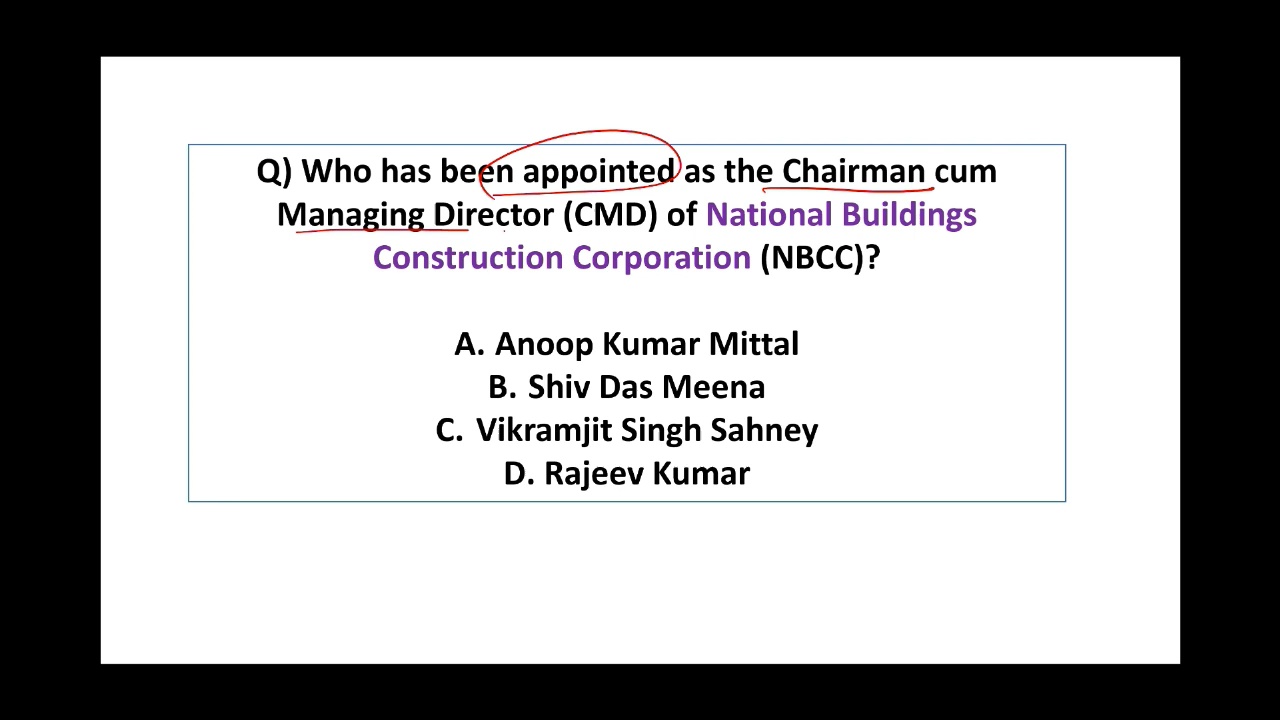 Q) Who has been appointed as the Chairman cum
Managing Director (CMD) of National Buildings
Construction Corporation (NBCC)?
A. Anoop Kumar Mittal
B. Shiv Das Meena
C. Vikramjit Singh Sahney
D. Rajeev Kumar